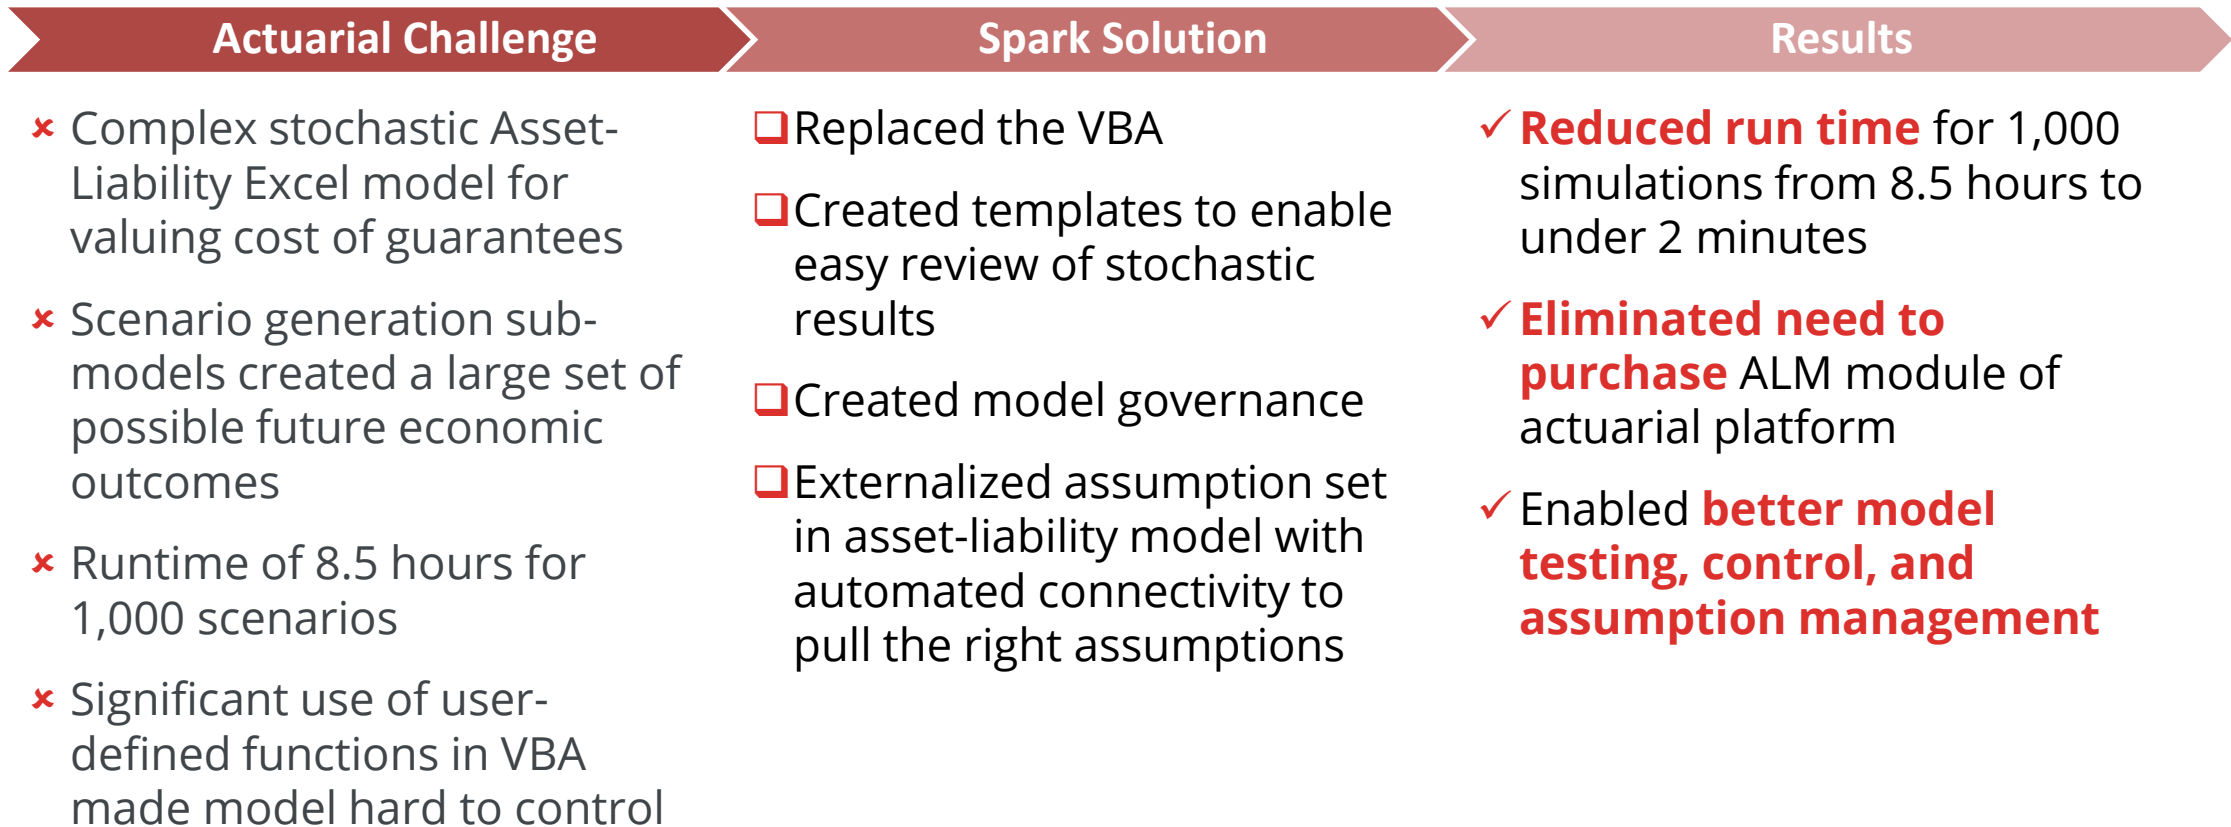 Actuarial Challenge
Complex stochastic Asset-
Liability Excel model for
valuing cost of guarantees
Scenario generation sub-
models created a large set of
possible future economic
outcomes
Runtime of 8.5 hours for
1,000 scenarios
Significant use of user-
defined functions in VBA
made model hard to control
Spark Solution
Replaced the VBA
Created templates to enable
easy review of stochastic
results
Created model governance
Externalized assumption set
in asset-liability model with
automated connectivity to
pull the right assumptions
Results
Reduced run time for 1,000
simulations from 8.5 hours to
under 2 minutes
Eliminated need to
purchase ALM module of
actuarial platform
Enabled better model
testing, control, and
assumption management